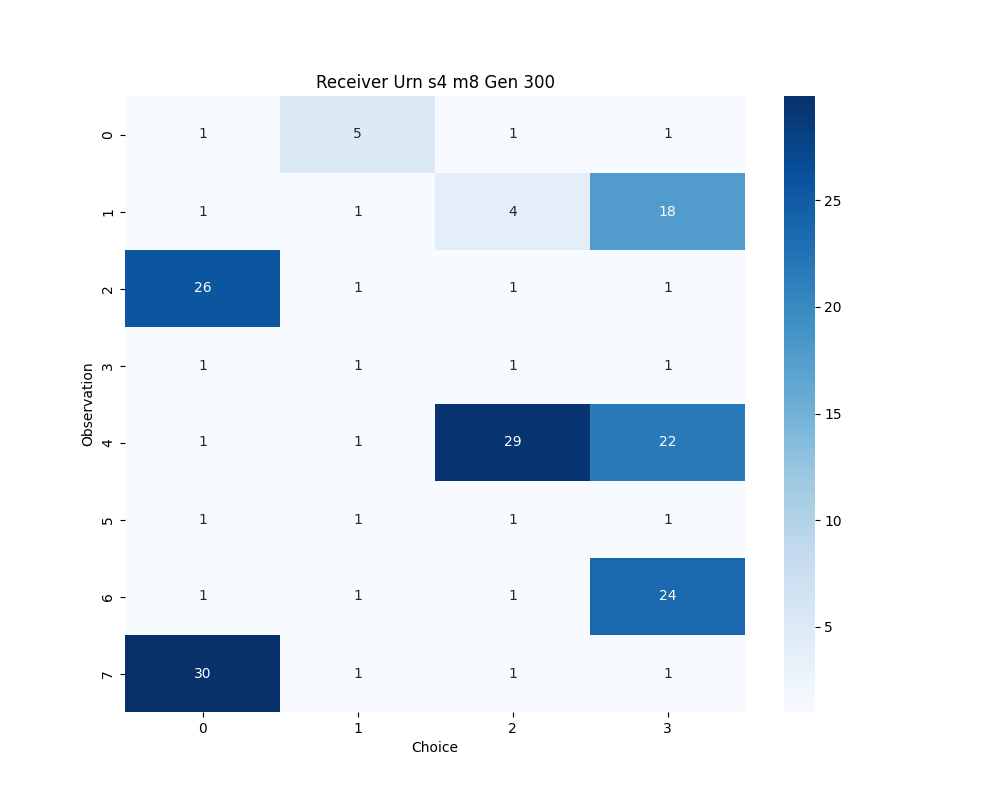 Receiver Urn s4 m8 Gen 300
0 1 5 1 1
1 1 1 4 18
2 26 1 1 1
3 1 1 1 1
4 1 1 29 22
5 1 1 1 1
6 1 1 1 24
7 30 1 1 1
0 1 2 3
Observation
Choice
25
20
15
10
5